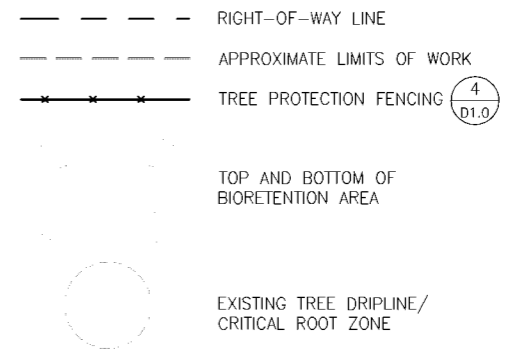 RIGHT-OF-WAY LINE
APPROXIMATE LIMITS OF WORK
TREE PROTECTION FENCING
4
D1.0
TOP AND BOTTOM OF
BIORETENTION AREA
EXISTING TREE DRIPLINE/
CRITICAL ROOT ZONE